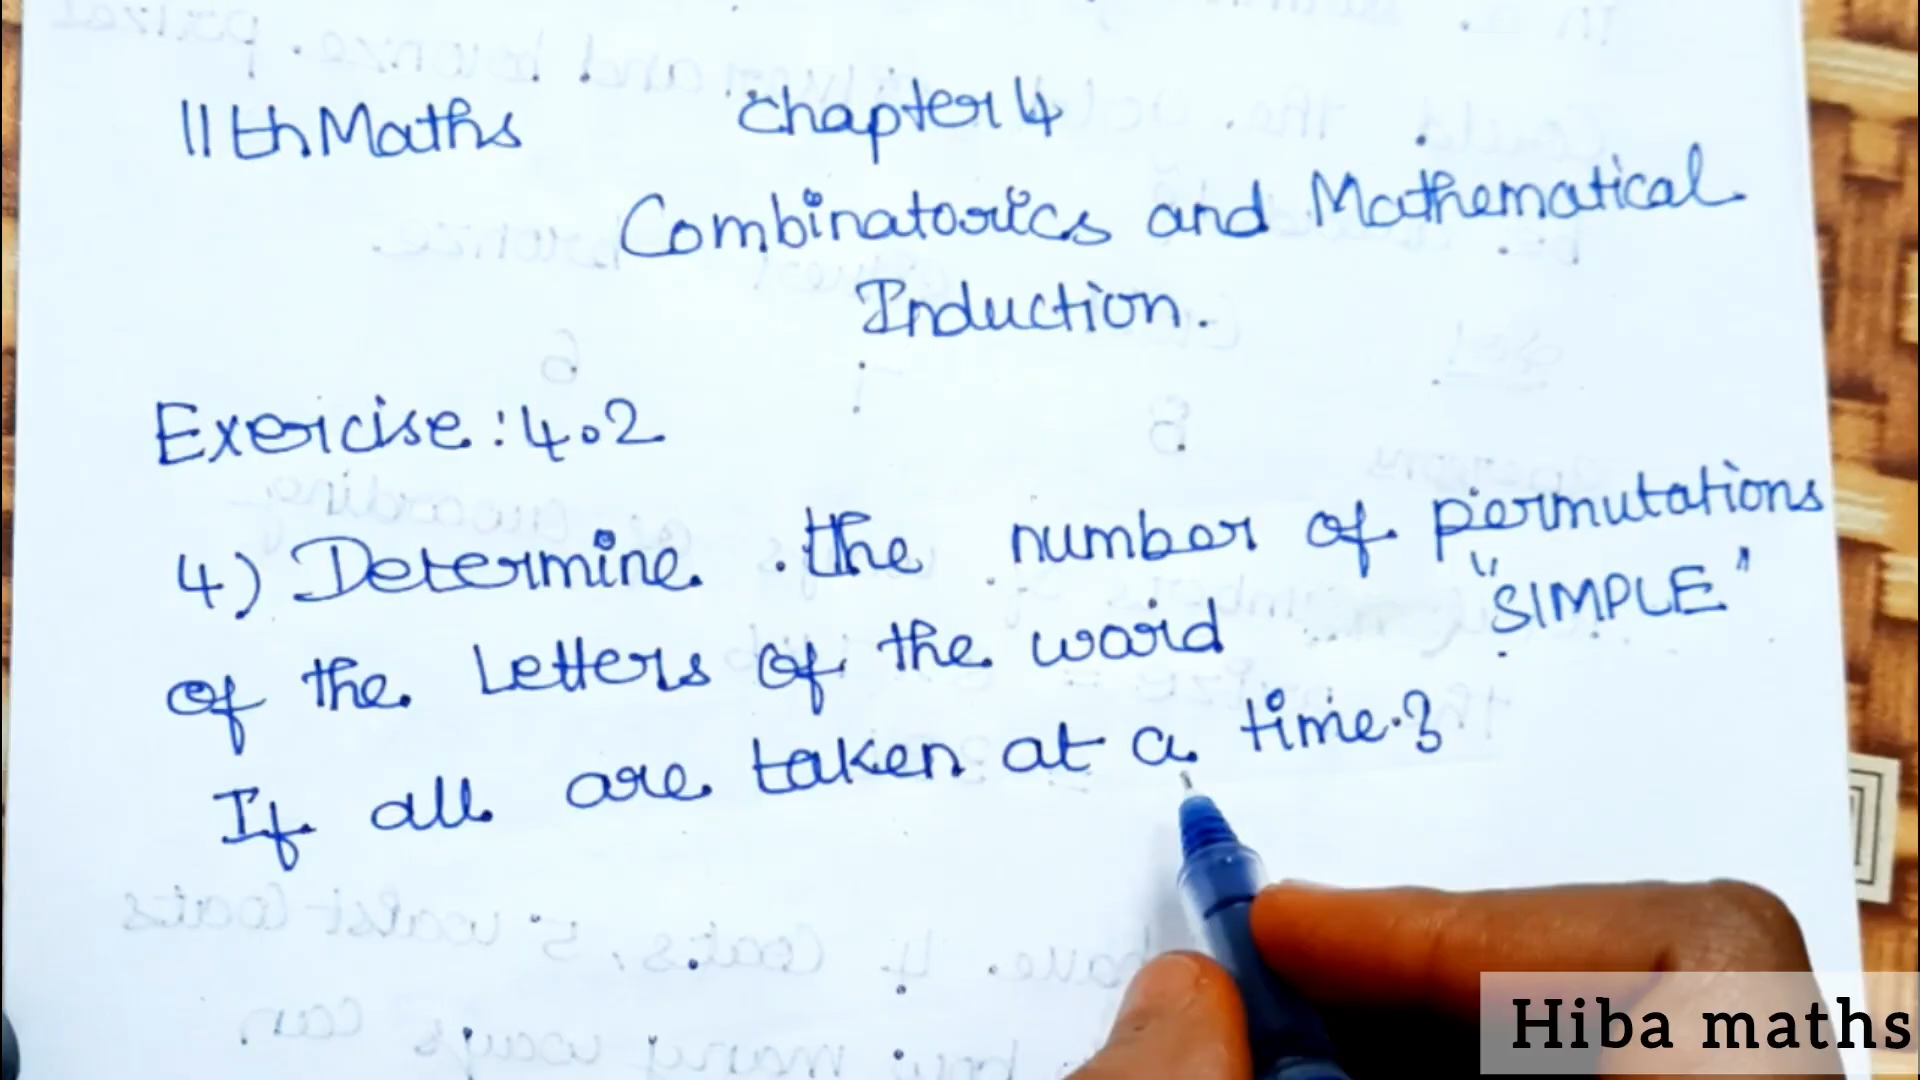 11th Maths Chapter 4
Combinatorics and Mathematical
Induction.
Exercise: 4.2
4) Determine the number of permutations
of the Letters of the word "SIMPLE"
If all are taken at a time.?
Hiba maths